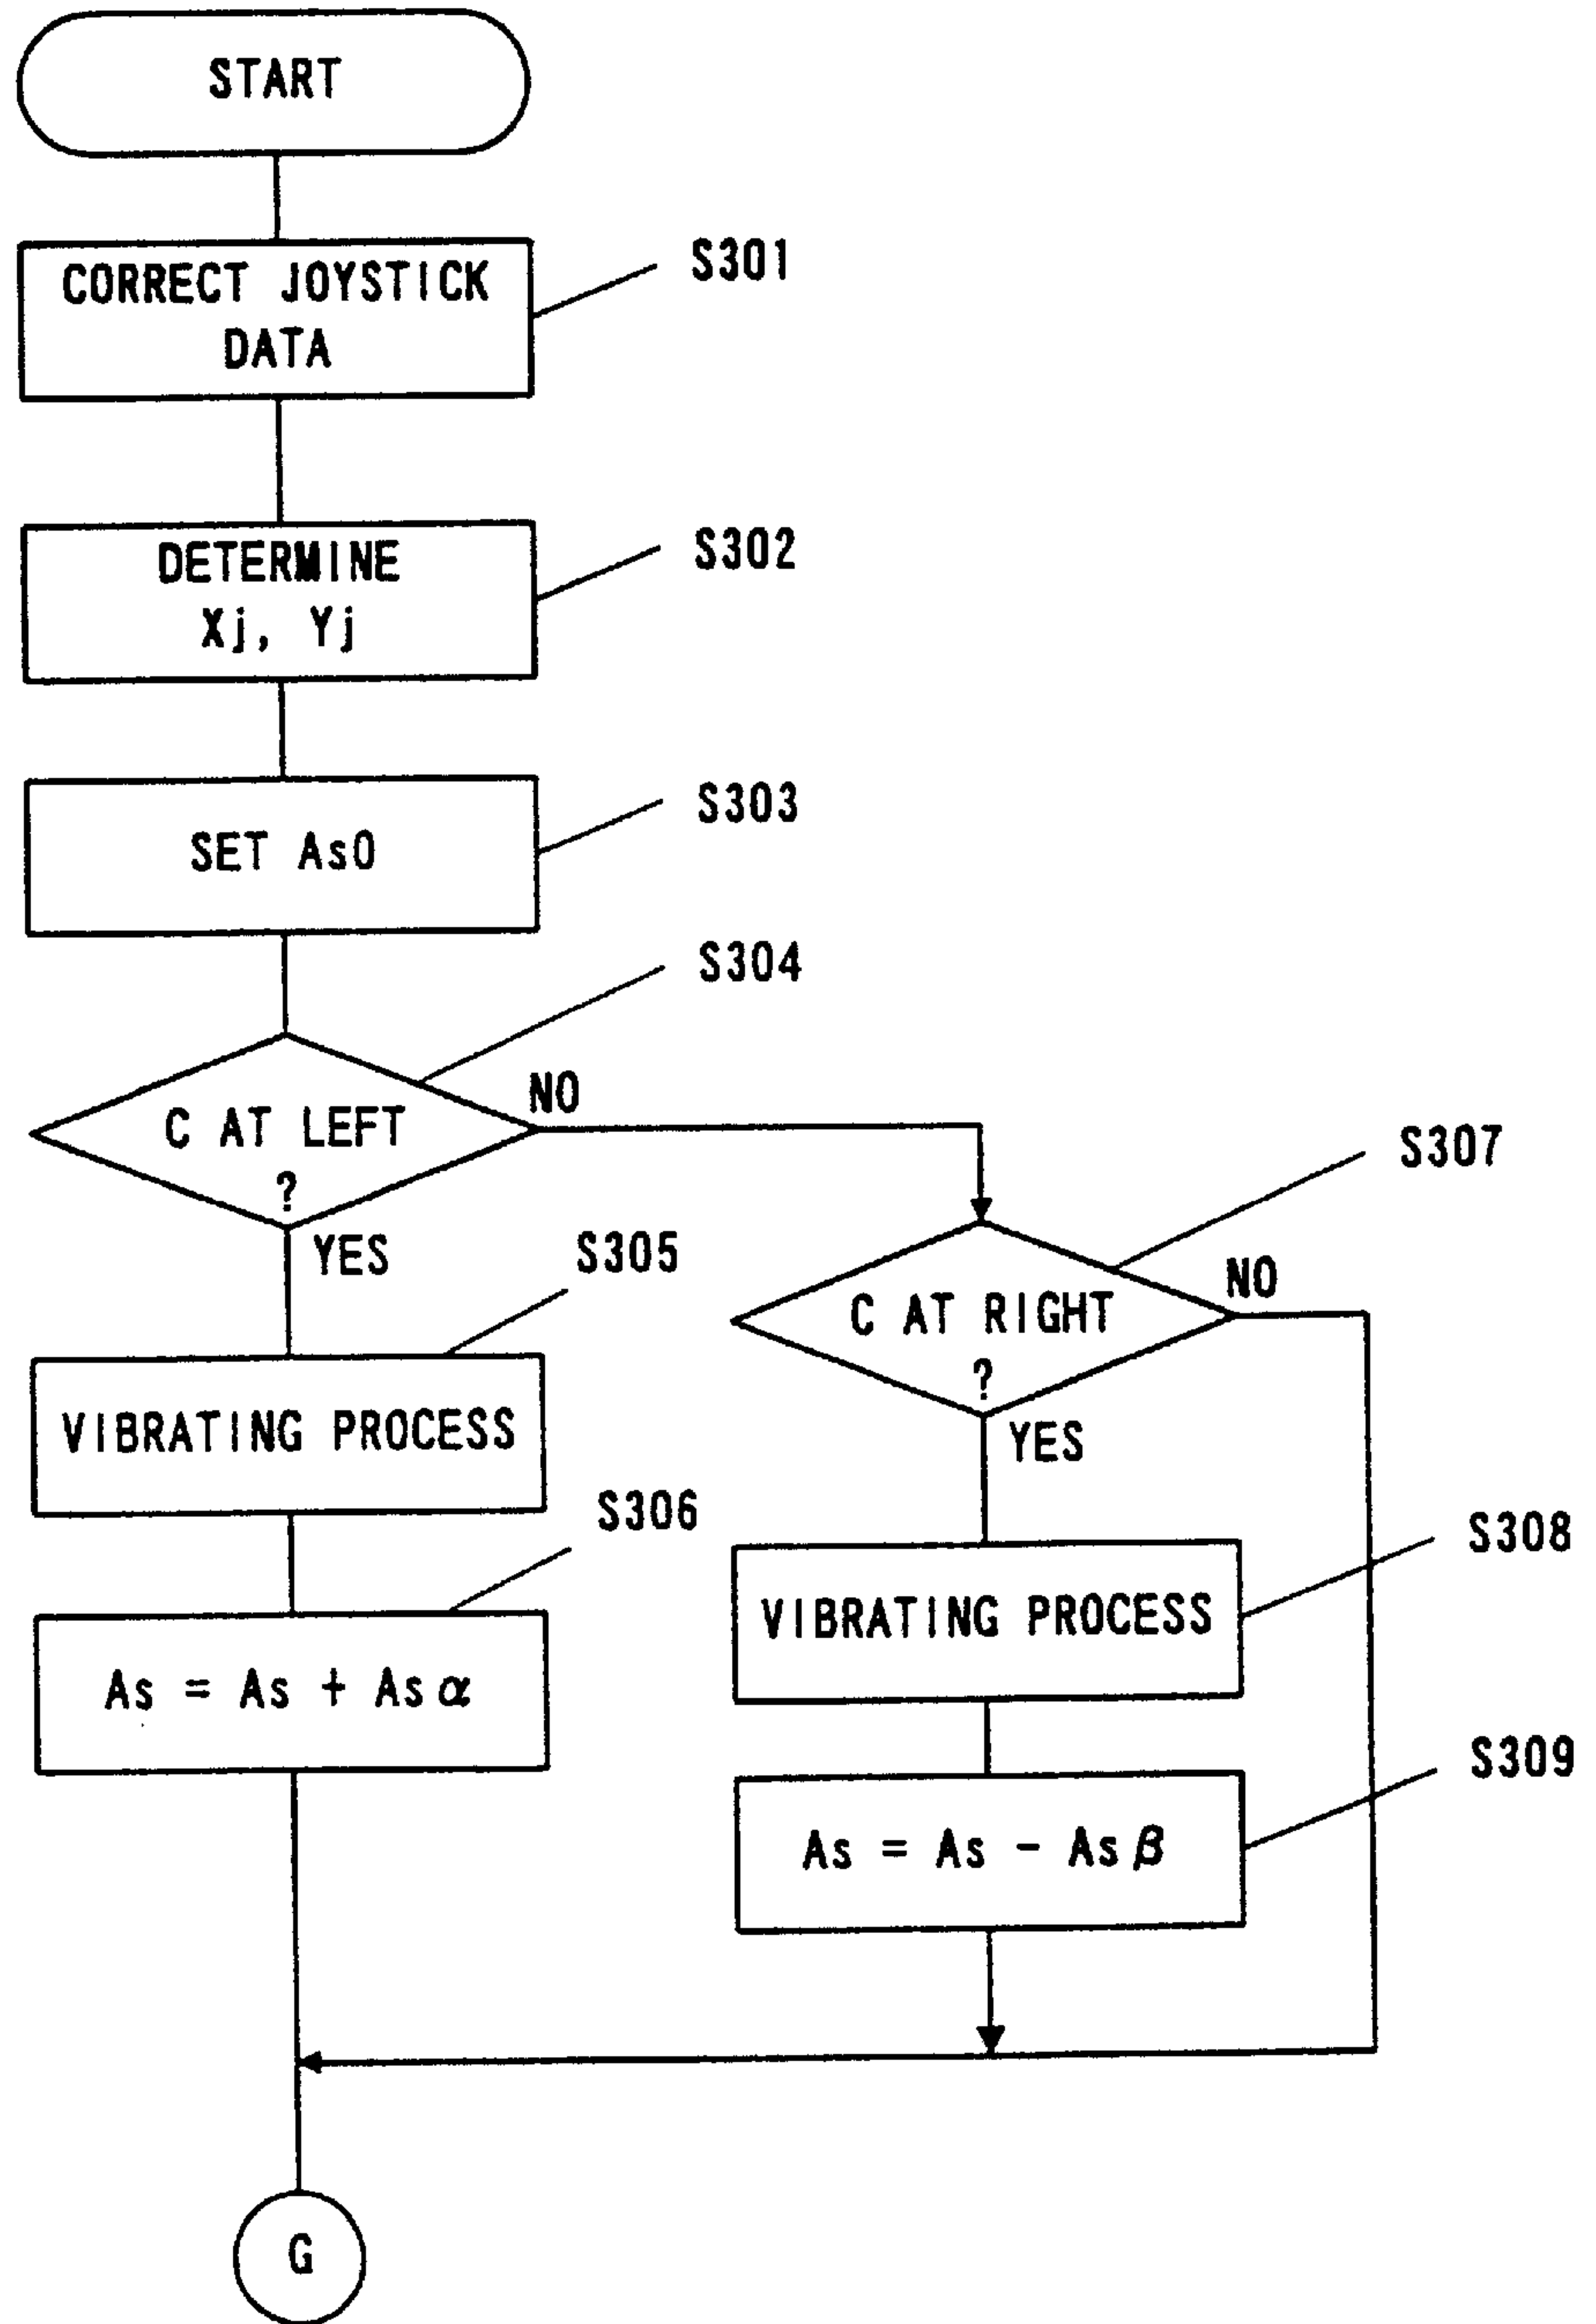 START
CORRECT JOYSTICK
DATA
S301
DETERMINE
Xj, Yj
S302
SET As0
S303
S304
C AT LEFT
?
NO
YES
S305
VIBRATING PROCESS
S306
As = As + Asα
S307
C AT RIGHT
?
NO
YES
S308
VIBRATING PROCESS
S309
As = As - Asβ
G